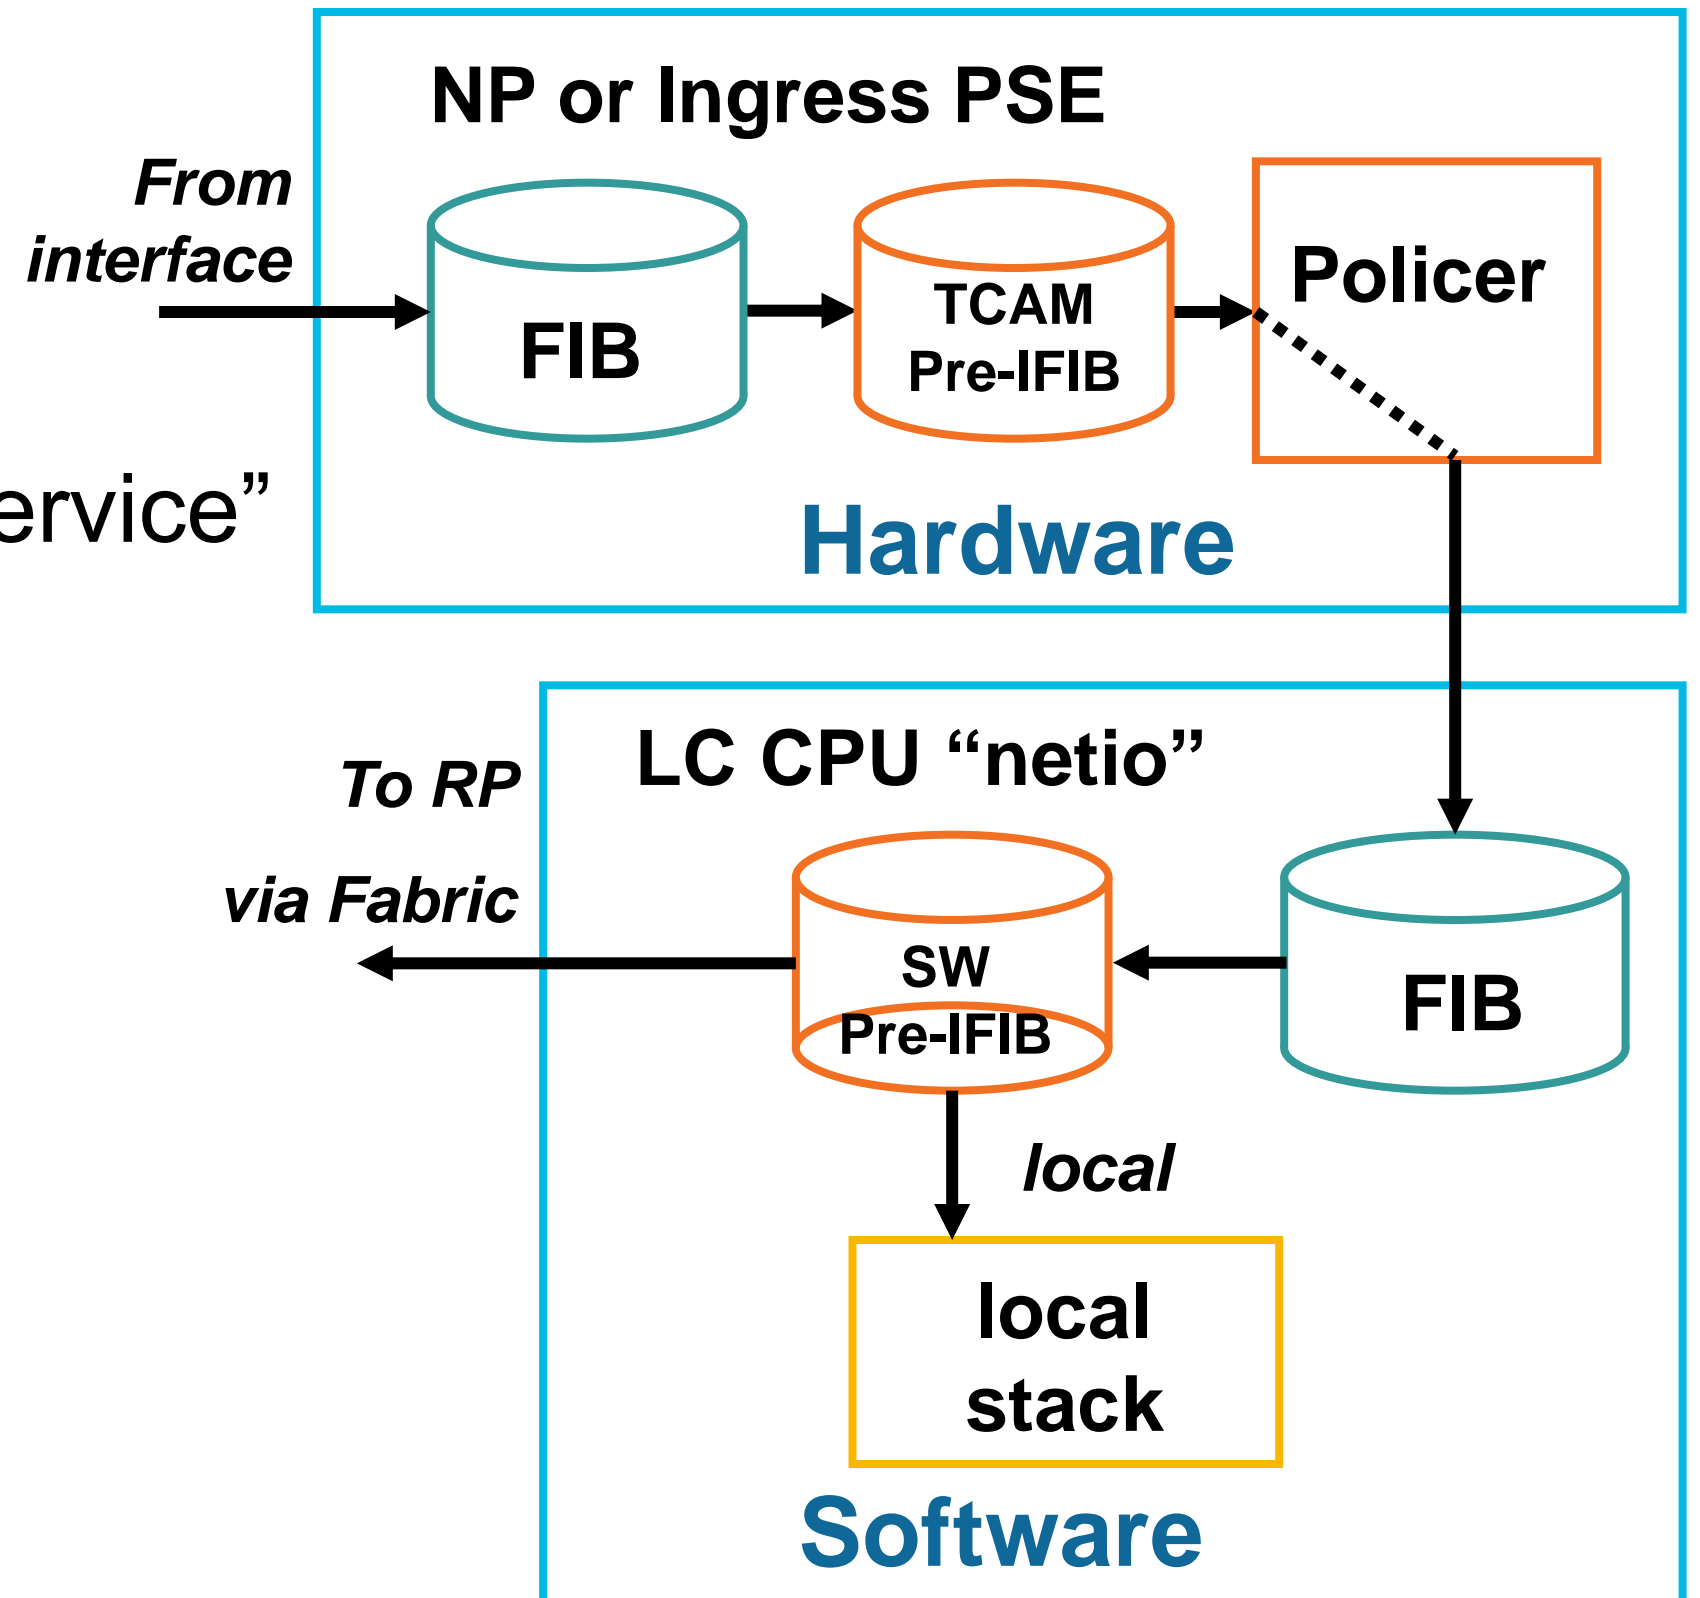 NP or Ingress PSE
From
interface
FIB
TCAM
Pre-IFIB
Policer
ervice”
Hardware
LC CPU “netio”
To RP
via Fabric
SW
Pre-IFIB
FIB
local
local
stack
Software